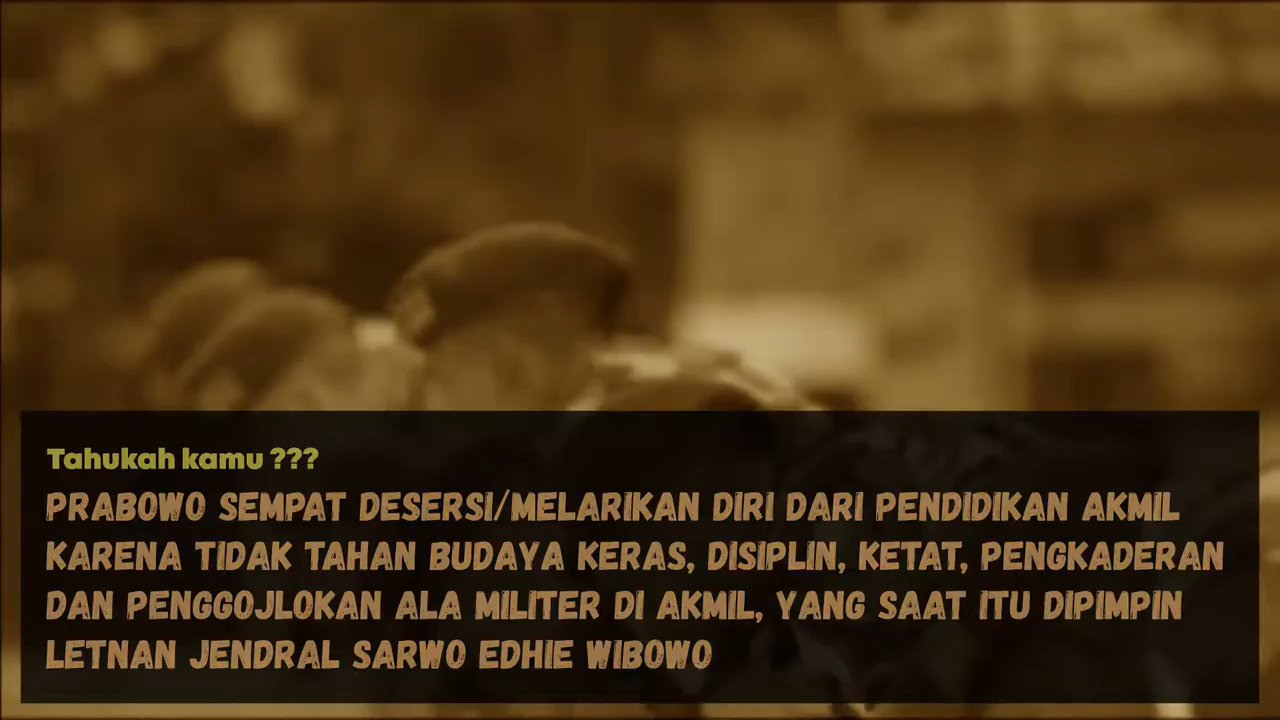 Tahukah kamu ???
PRABOWO SEMPAT DESERSI/MELARIKAN DIRI DARI PENDIDIKAN AKMIL
KARENA TIDAK TAHAN BUDAYA KERAS, DISIPLIN, KETAT, PENGKADERAN
DAN PENGGOJLOKAN ALA MILITER DI AKMIL, YANG SAAT ITU DIPIMPIN
LETNAN JENDRAL SARWO EDHIE WIBOWO